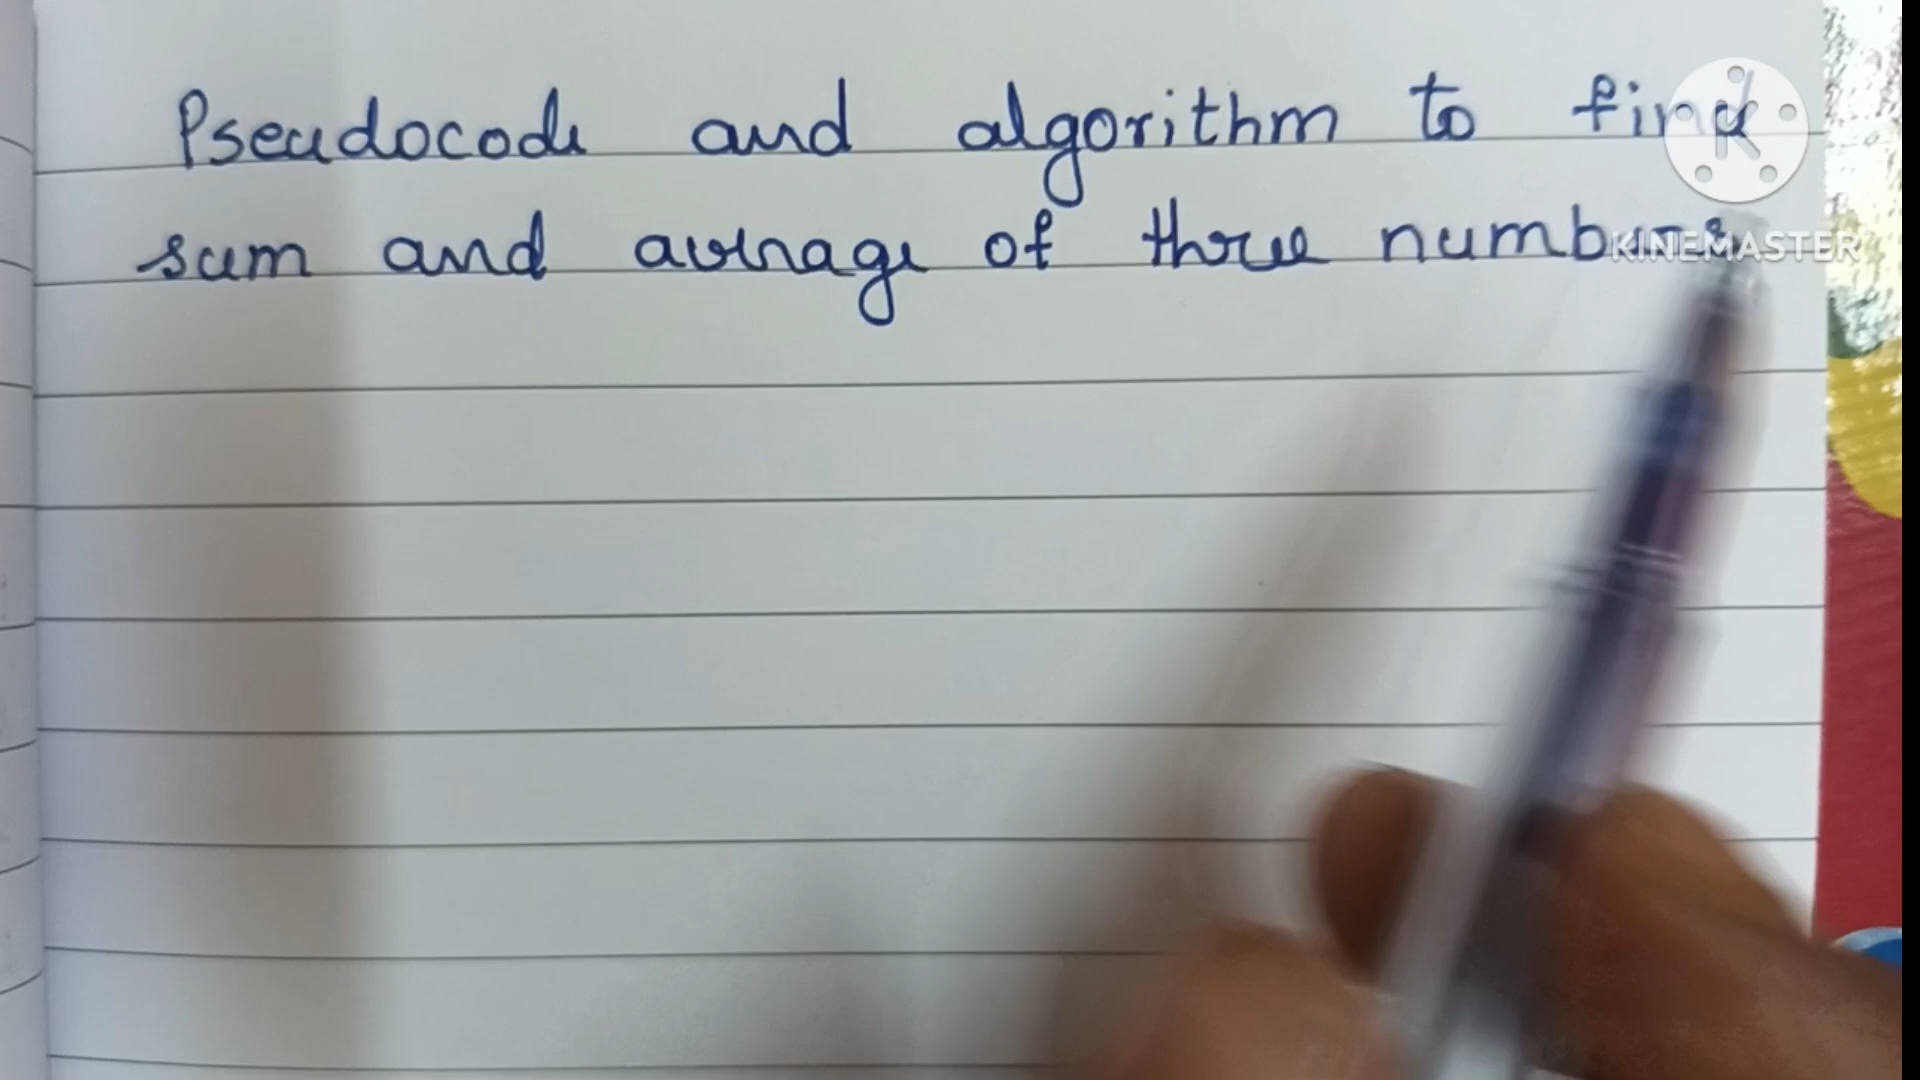 Pseudocode and algorithm to find
sum and average of three numbers
KINEMASTER